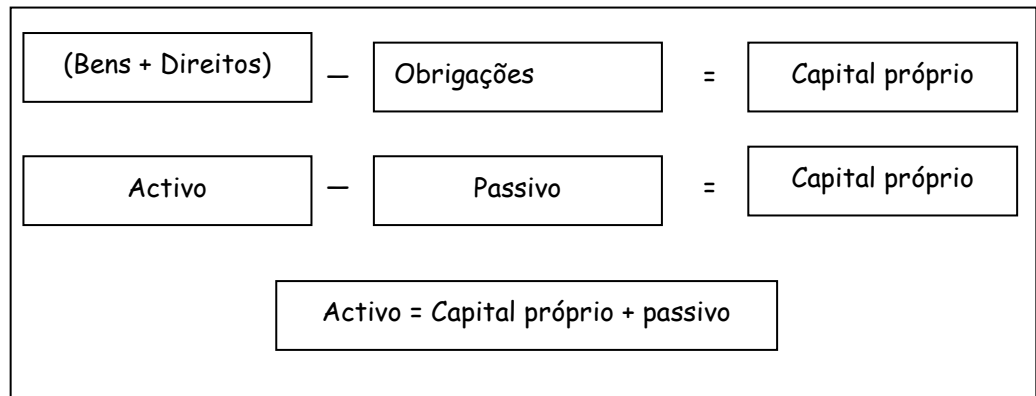 (Bens + Direitos) — Obrigações = Capital próprio
Activo — Passivo = Capital próprio
Activo = Capital próprio + passivo